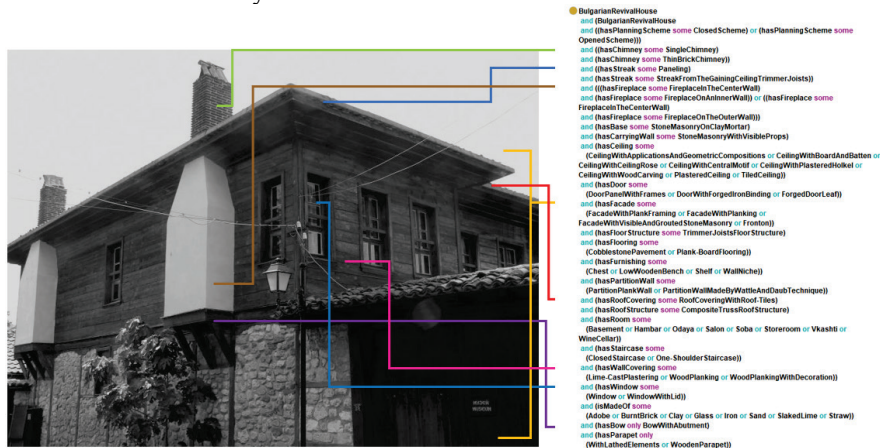 BulgarianRevivalHouse
and (BulgarianRevivalHouse
and ((hasPlanningScheme some ClosedScheme) or (hasPlanningScheme some
OpenedScheme)))
and ((hasChimney some SingleChimney)
and (hasChimney some ThinBrickChimney))
and ((hasStreak some Paneling)
and (hasStreak some StreakFromTheGainingCeilingTrimmerJoists))
and (((hasFireplace some FireplaceInTheCenterWall)
and (hasFireplace some FireplaceOnAnInnerWall)) or ((hasFireplace some
FireplaceInTheCenterWall)
and (hasFireplace some FireplaceOnTheOuterWall)))
and (hasBase some StoneMasonryOnClayMortar)
and (hasCarryingWall some StoneMasonryWithVisibleProps)
and (hasCeiling some
(CeilingWithApplicationsAndGeometricCompositions or CeilingWithBoardAndBatten or
CeilingWithCeilingRose or CeilingWithCentralMotif or CeilingWithPlasteredHolkel or
CeilingWithWoodCarving or PlasteredCeiling or TiledCeiling))
and (hasDoor some
(DoorPanelWithFrames or DoorWithForgedIronBinding or ForgedDoorLeaf))
and (hasFacade some
(FacadeWithPlankFraming or FacadeWithPlanking or
FacadeWithVisibleAndGroutedStoneMasonry or Fronton))
and (hasFloorStructure some TrimmerJoistsFloorStructure)
and (hasFlooring some
(CobblestonePavement or Plank-BoardFlooring))
and (hasFurnishing some
(Chest or LowWoodenBench or Shelf or WallNiche))
and (hasPartitionWall some
(PartitionPlankWall or PartitionWallMadeByWattleAndDaubTechnique))
and (hasRoofCovering some RoofCoveringWithRoof-Tiles)
and (hasRoofStructure some CompositeTrussRoofStructure)
and (hasRoom some
(Basement or Hambar or Odaya or Salon or Soba or Storeroom or Vkashti or
WineCellar))
and (hasStaircase some
(ClosedStaircase or One-ShoulderStaircase))
and (hasWallCovering some
(Lime-CastPlastering or WoodPlanking or WoodPlankingWithDecoration))
and (hasWindow some
(Window or WindowWithLid))
and (isMadeOf some
(Adobe or BurntBrick or Clay or Glass or Iron or Sand or SlakedLime or Straw))
and (hasBow only BowWithAbutment)
and (hasParapet only
(WithLathedElements or WoodenParapet))